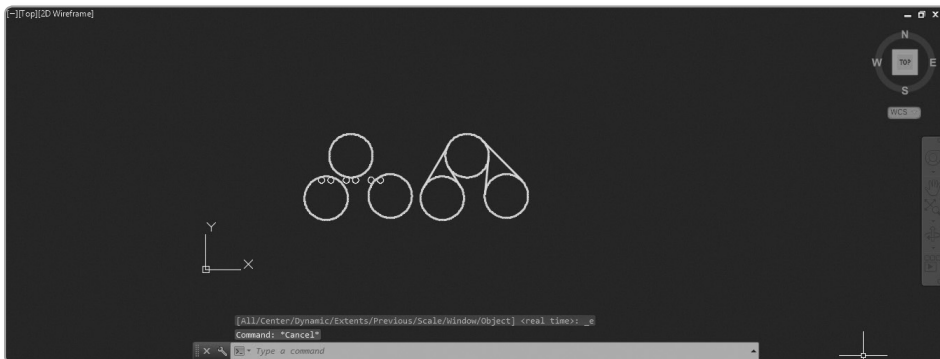 [−][Top][2D Wireframe]
N
W TOP E
S
WCS
Y
X
[All/Center/Dynamic/Extents/Previous/Scale/Window/Object] <real time>: _e
Command: *Cancel*
Type a command